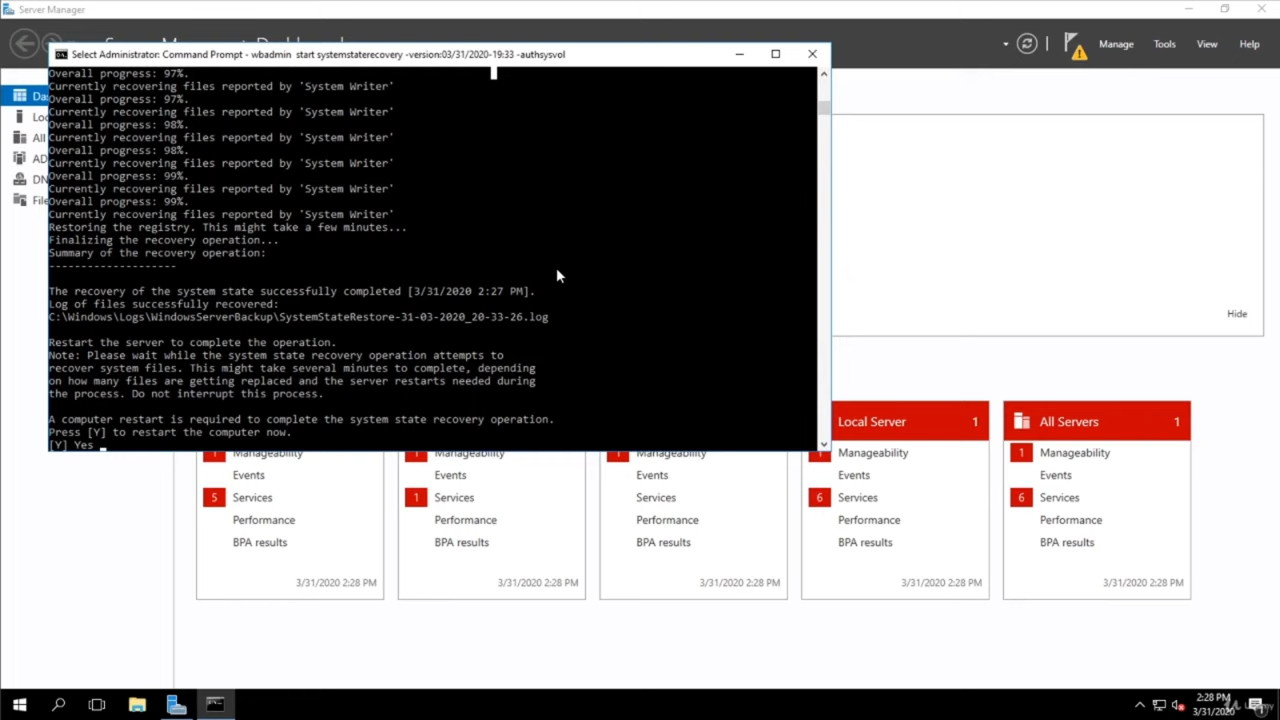 Server Manager
Manage
Tools
View
Help
Select Administrator: Command Prompt - wbadmin start systemstaterecovery -version:03/31/2020-19:33 -authsysvol
Overall progress: 97%.
Currently recovering files reported by 'System Writer'
Overall progress: 97%.
Currently recovering files reported by 'System Writer'
Overall progress: 98%.
Currently recovering files reported by 'System Writer'
Overall progress: 98%.
Currently recovering files reported by 'System Writer'
Overall progress: 99%.
Currently recovering files reported by 'System Writer'
Overall progress: 99%.
Currently recovering files reported by 'System Writer'
Restoring the registry. This might take a few minutes...
Finalizing the recovery operation...
Summary of the recovery operation:
--------------------
The recovery of the system state successfully completed [3/31/2020 2:27 PM].
Log of files successfully recovered:
C:\Windows\Logs\WindowsServerBackup\SystemStateRestore-31-03-2020_20-33-26.log
Restart the server to complete the operation.
Note: Please wait while the system state recovery operation attempts to
recover system files. This might take several minutes to complete, depending
on how many files are getting replaced and the server restarts needed during
the process. Do not interrupt this process.
A computer restart is required to complete the system state recovery operation.
Press [Y] to restart the computer now.
[Y] Yes
Das
Loc
All
AD
DN
File
Hide
Manageability
Events
5 Services
Performance
BPA results
3/31/2020 2:28 PM
Manageability
Events
1 Services
Performance
BPA results
3/31/2020 2:28 PM
Manageability
Events
Services
Performance
BPA results
3/31/2020 2:28 PM
Local Server 1
1 Manageability
Events
6 Services
Performance
BPA results
3/31/2020 2:28 PM
All Servers 1
1 Manageability
Events
6 Services
Performance
BPA results
3/31/2020 2:28 PM
2:28 PM
3/31/2020